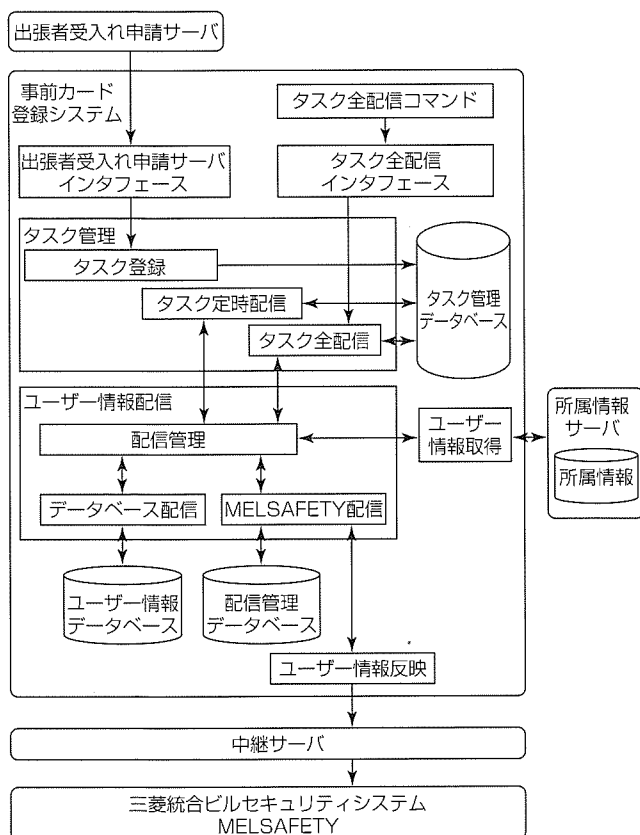 出張者受入れ申請サーバ
事前カード
登録システム
タスク全配信コマンド
出張者受入れ申請サーバ
インタフェース
タスク全配信
インタフェース
タスク管理
タスク登録
タスク定時配信
タスク全配信
タスク管理
データベース
ユーザー情報配信
配信管理
ユーザー
情報取得
所属情報
サーバ
所属情報
データベース配信
MELSAFETY配信
ユーザー情報
データベース
配信管理
データベース
ユーザー情報反映
中継サーバ
三菱統合ビルセキュリティシステム
MELSAFETY